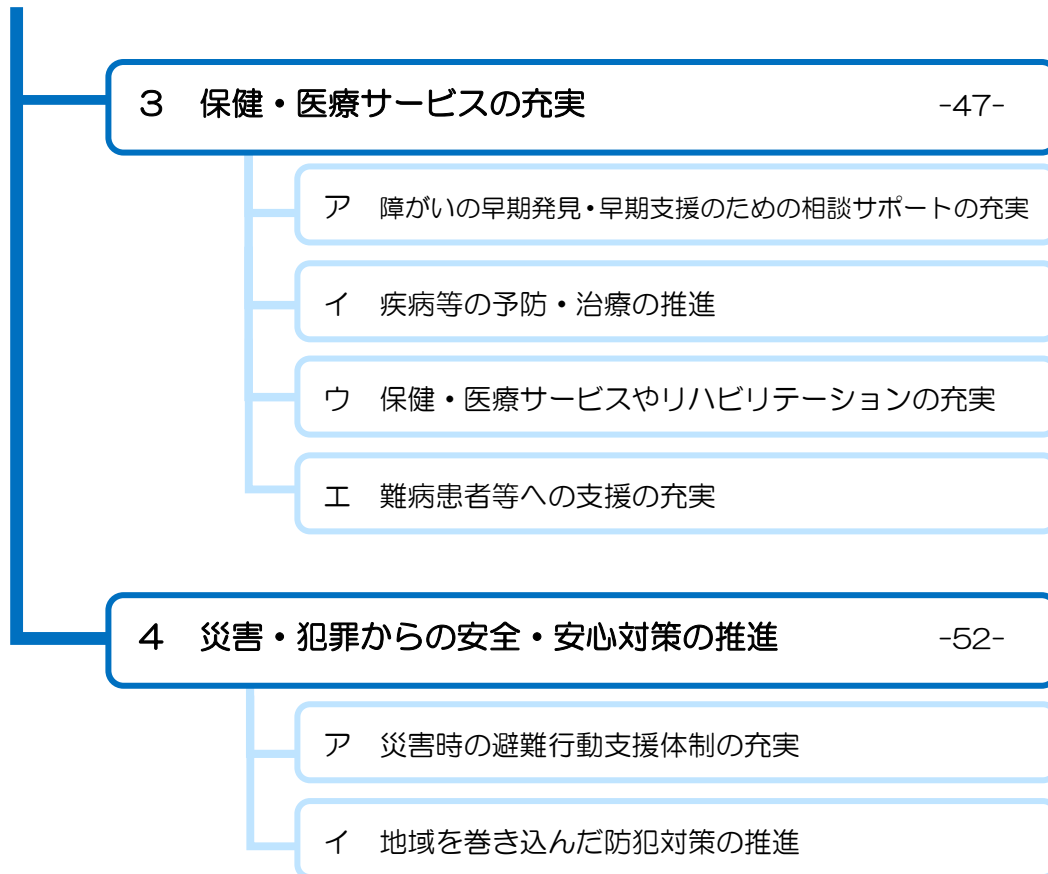 ３　保健・医療サービスの充実　-47-
ア　障がいの早期発見・早期支援のための相談サポートの充実
イ　疾病等の予防・治療の推進
ウ　保健・医療サービスやリハビリテーションの充実
エ　難病患者等への支援の充実
４　災害・犯罪からの安全・安心対策の推進　-52-
ア　災害時の避難行動支援体制の充実
イ　地域を巻き込んだ防犯対策の推進